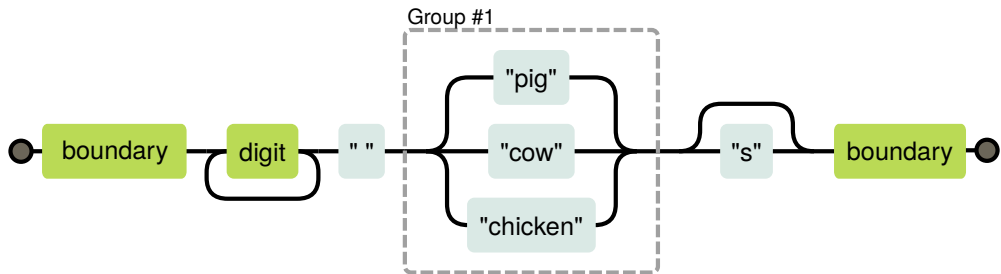 Group #1
boundary
digit
" "
"pig"
"cow"
"chicken"
"s"
boundary